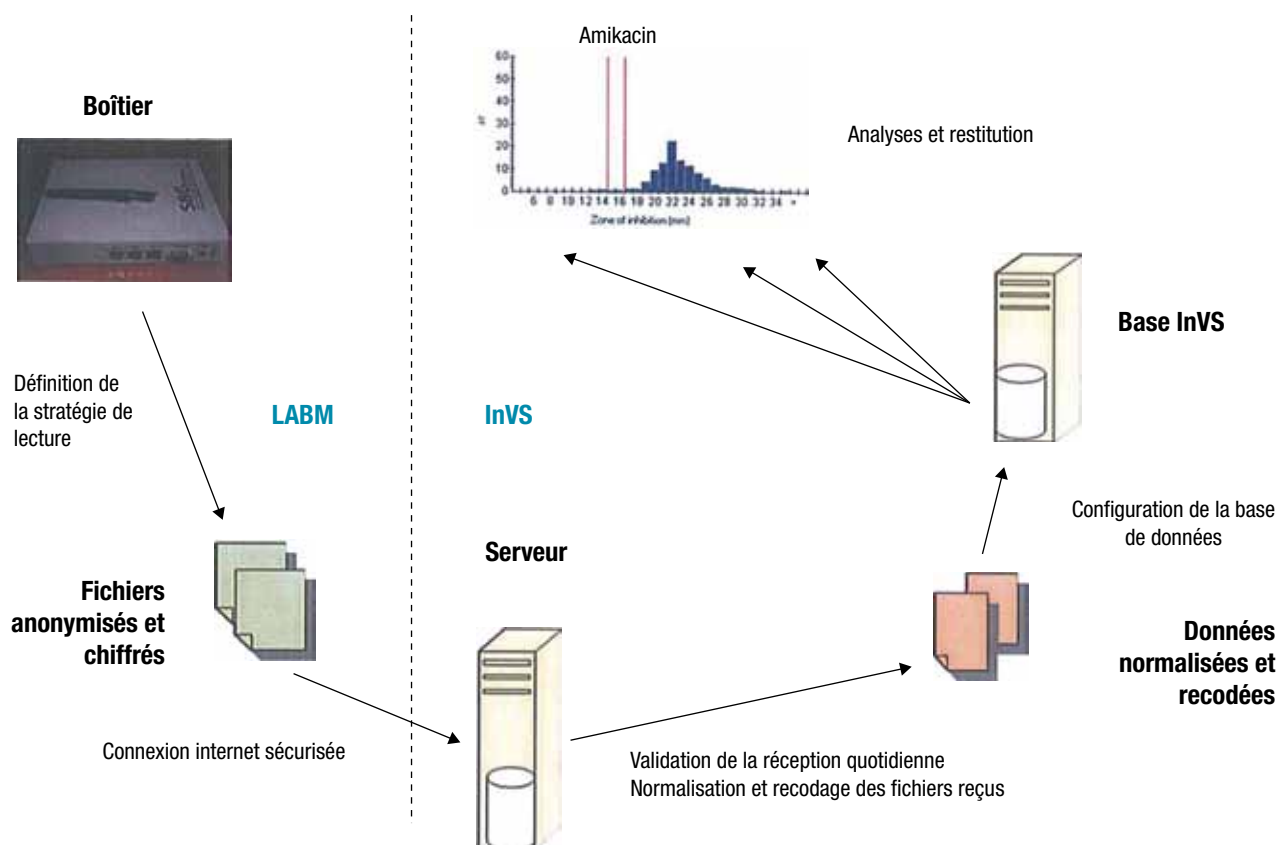 Amikacin
60
50
40
30
20
10
0
6 8 10 12 14 16 18 20 22 24 26 28 30 32 34
Zone of inhibition (mm)
Analyses et restitution
Boîtier
Base InVS
Définition de
la stratégie de
lecture
LABM
InVS
Configuration de la base
de données
Serveur
Fichiers
anonymisés et
chiffrés
Données
normalisées et
recodées
Connexion internet sécurisée
Validation de la réception quotidienne
Normalisation et recodage des fichiers reçus